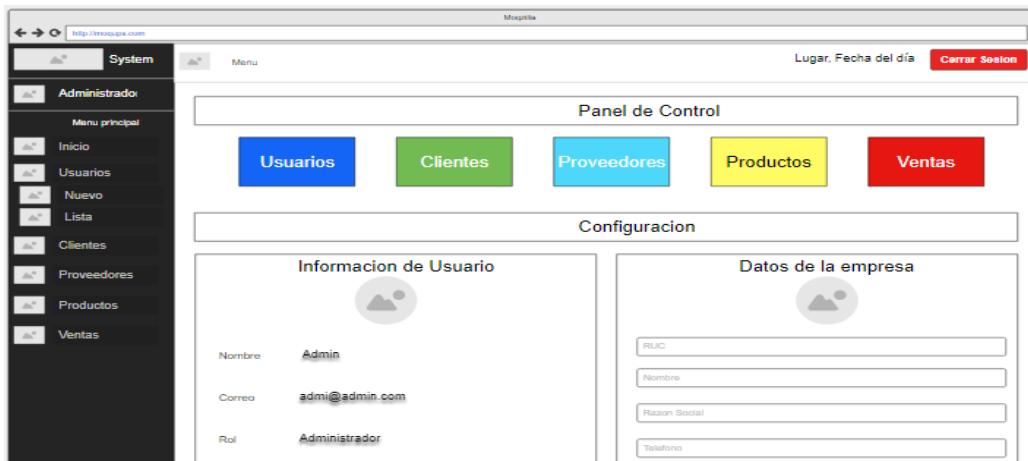 Moqptilia
http://moqups.com
System
Menu
Lugar, Fecha del día
Cerrar Sesion
Administrado
Menu principal
Inicio
Usuarios
Nuevo
Lista
Clientes
Proveedores
Productos
Ventas
Panel de Control
Usuarios
Clientes
Proveedores
Productos
Ventas
Configuracion
Informacion de Usuario
Nombre Admin
Correo admi@admin.com
Rol Administrador
Datos de la empresa
RUC
Nombre
Razon Social
Telefono